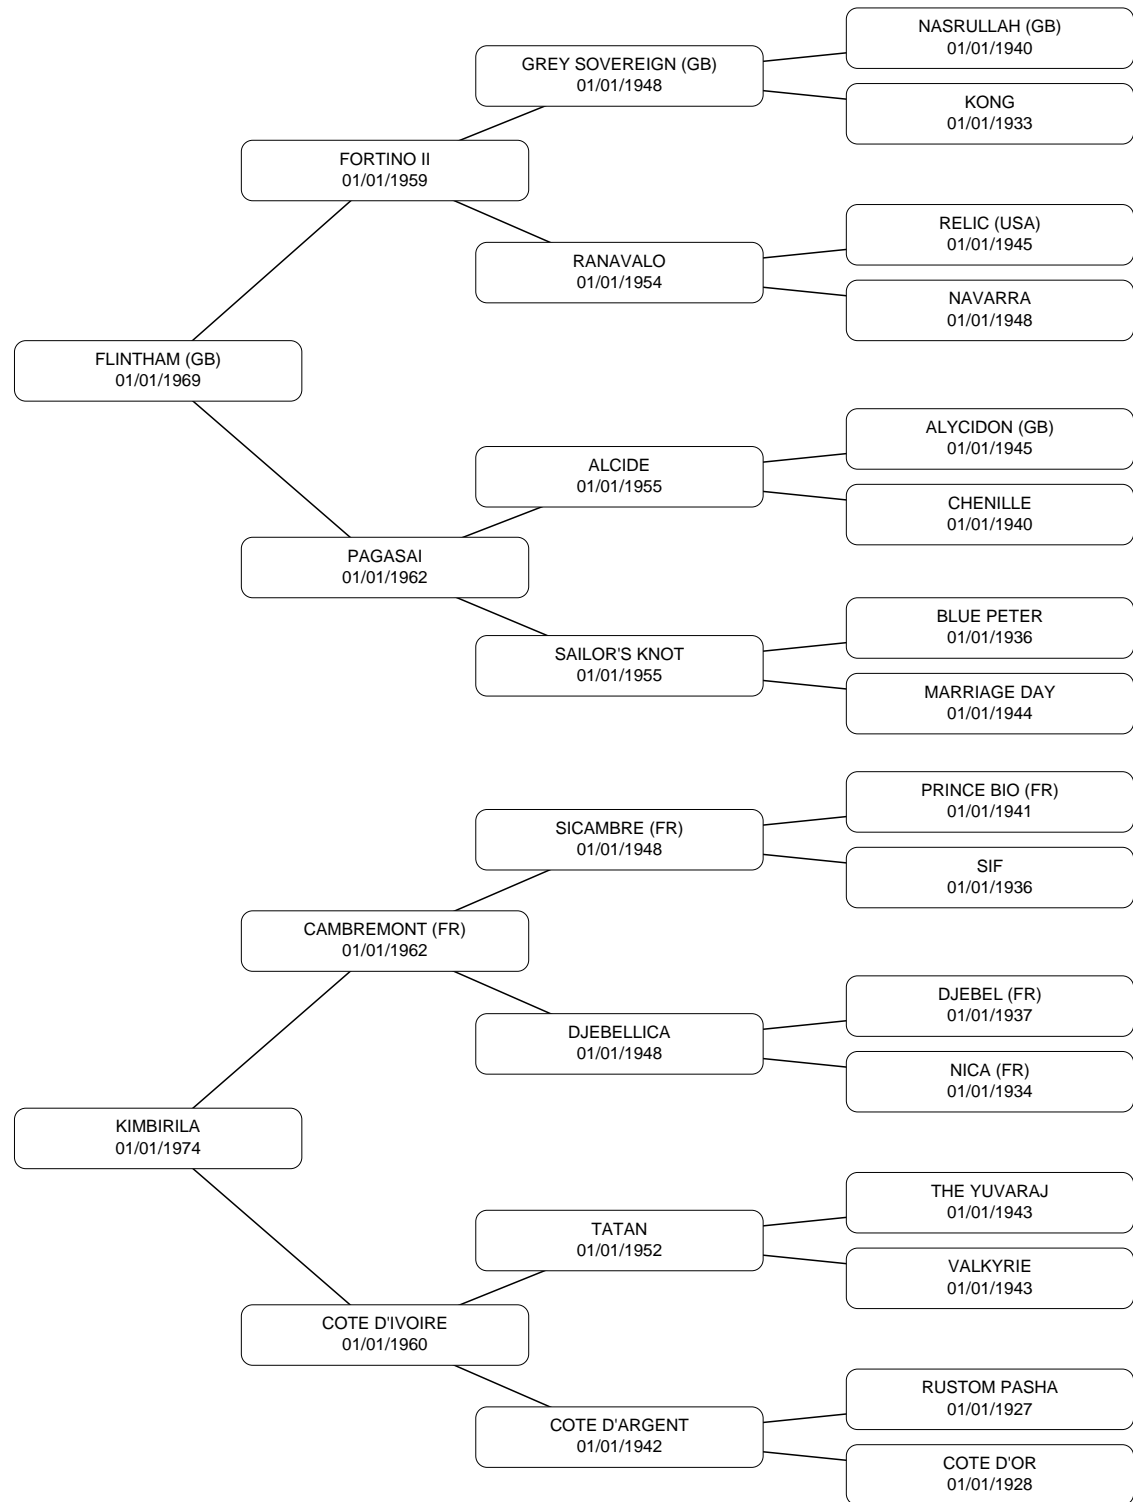 NASRULLAH (GB)
01/01/1940
GREY SOVEREIGN (GB)
01/01/1948
KONG
01/01/1933
FORTINO II
01/01/1959
RELIC (USA)
01/01/1945
RANAVALO
01/01/1954
NAVARRA
01/01/1948
FLINTHAM (GB)
01/01/1969
ALYCIDON (GB)
01/01/1945
ALCIDE
01/01/1955
CHENILLE
01/01/1940
PAGASAI
01/01/1962
BLUE PETER
01/01/1936
SAILOR'S KNOT
01/01/1955
MARRIAGE DAY
01/01/1944
PRINCE BIO (FR)
01/01/1941
SICAMBRE (FR)
01/01/1948
SIF
01/01/1936
CAMBREMONT (FR)
01/01/1962
DJEBEL (FR)
01/01/1937
DJEBELLICA
01/01/1948
NICA (FR)
01/01/1934
KIMBIRILA
01/01/1974
THE YUVARAJ
01/01/1943
TATAN
01/01/1952
VALKYRIE
01/01/1943
COTE D'IVOIRE
01/01/1960
RUSTOM PASHA
01/01/1927
COTE D'ARGENT
01/01/1942
COTE D'OR
01/01/1928